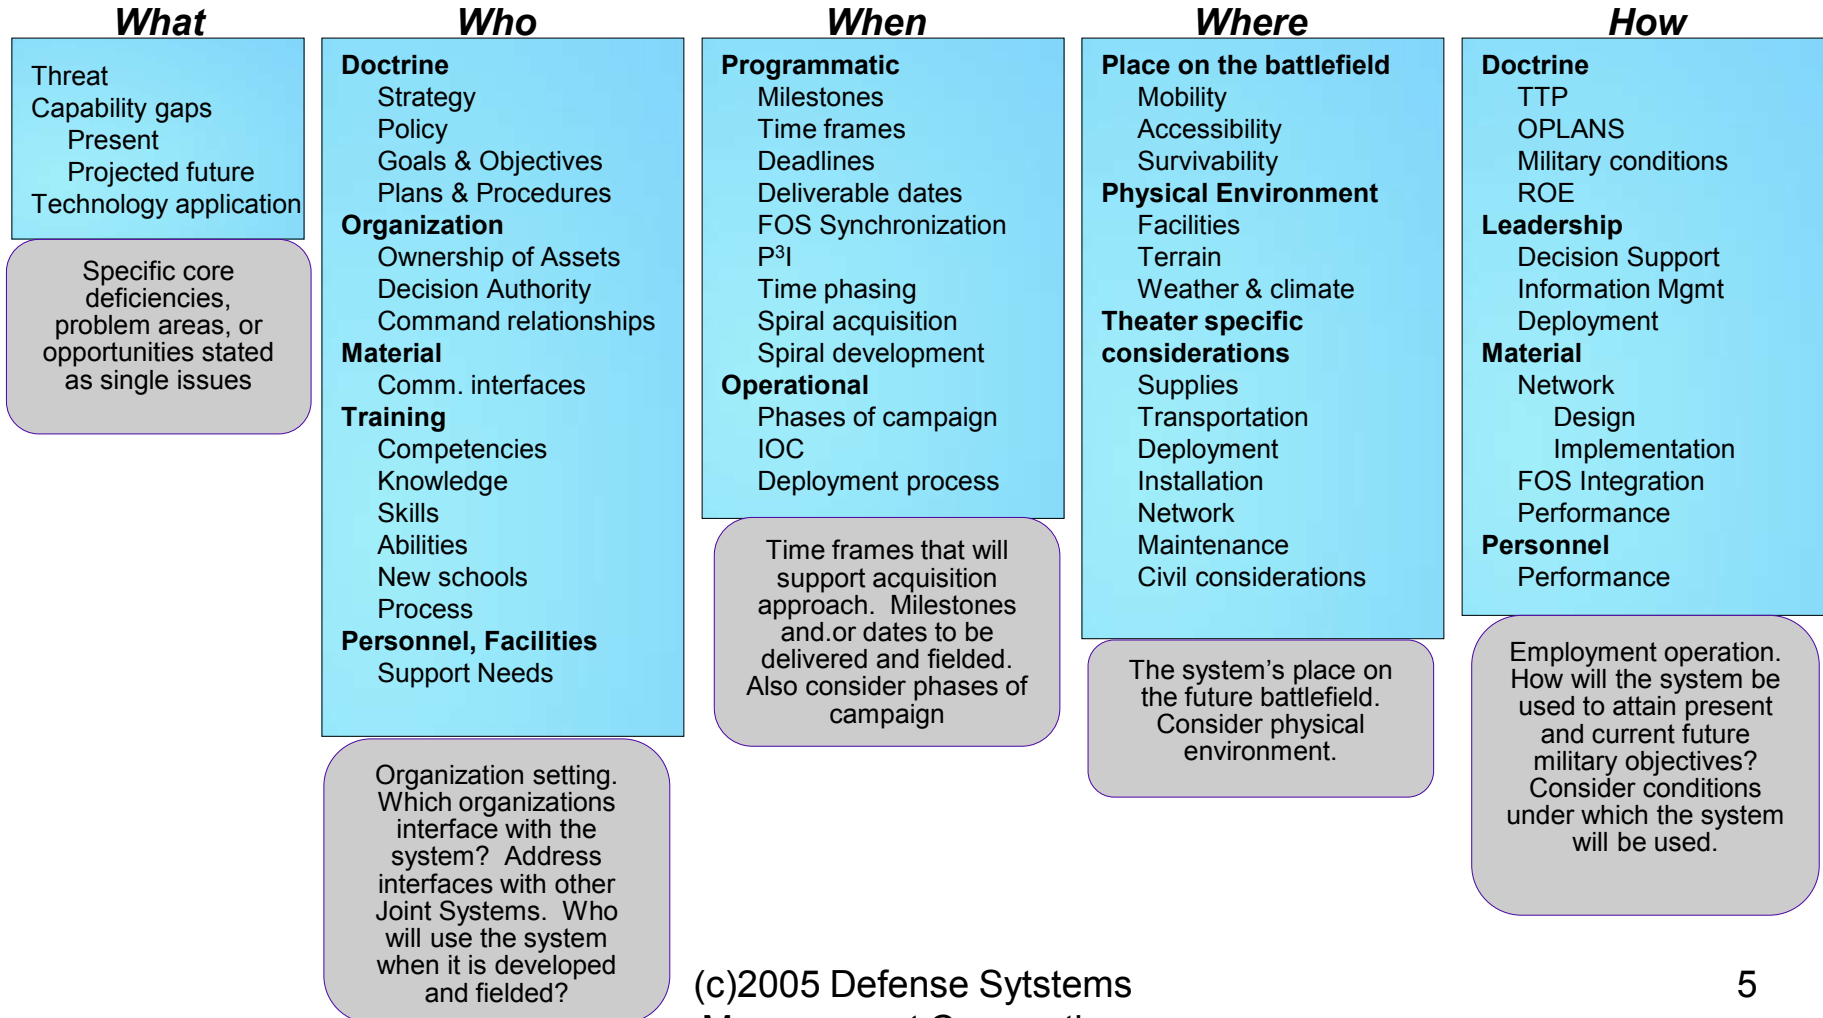 What
Threat
Capability gaps
Present
Projected future
Technology application
Specific core
deficiencies,
problem areas, or
opportunities stated
as single issues
Who
Doctrine
Strategy
Policy
Goals & Objectives
Plans & Procedures
Organization
Ownership of Assets
Decision Authority
Command relationships
Material
Comm. interfaces
Training
Competencies
Knowledge
Skills
Abilities
New schools
Process
Personnel, Facilities
Support Needs
Organization setting.
Which organizations
interface with the
system? Address
interfaces with other
Joint Systems. Who
will use the system
when it is developed
and fielded?
When
Programmatic
Milestones
Time frames
Deadlines
Deliverable dates
FOS Synchronization
P³I
Time phasing
Spiral acquisition
Spiral development
Operational
Phases of campaign
IOC
Deployment process
Time frames that will
support acquisition
approach. Milestones
and.or dates to be
delivered and fielded.
Also consider phases of
campaign
Where
Place on the battlefield
Mobility
Accessibility
Survivability
Physical Environment
Facilities
Terrain
Weather & climate
Theater specific
considerations
Supplies
Transportation
Deployment
Installation
Network
Maintenance
Civil considerations
The system's place on
the future battlefield.
Consider physical
environment.
How
Doctrine
TTP
OPLANS
Military conditions
ROE
Leadership
Decision Support
Information Mgmt
Deployment
Material
Network
Design
Implementation
FOS Integration
Performance
Personnel
Performance
Employment operation.
How will the system be
used to attain present
and current future
military objectives?
Consider conditions
under which the system
will be used.
(c)2005 Defense Sytstems
5